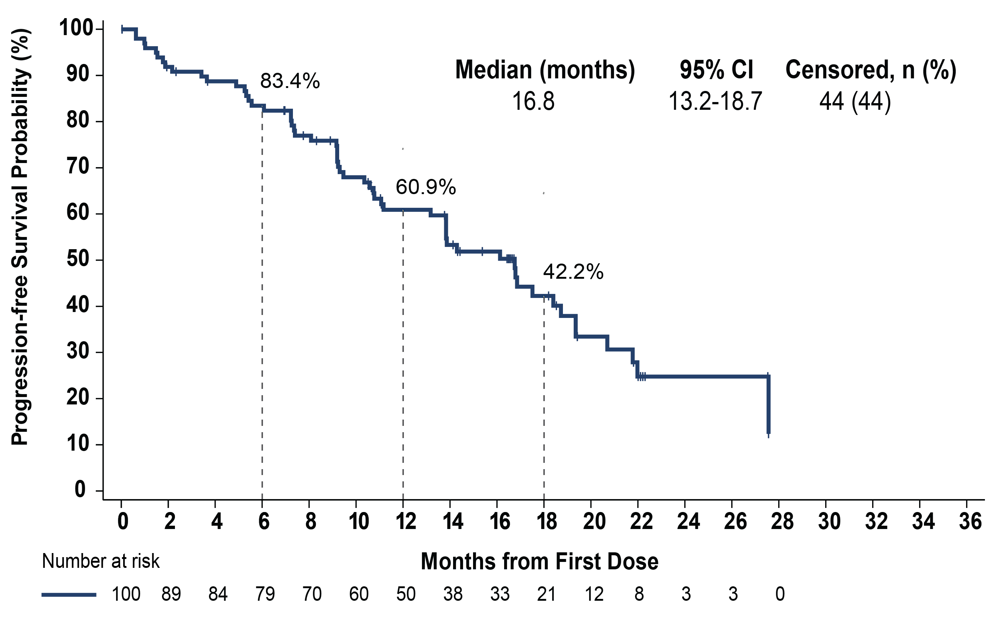 Progression-free Survival Probability (%)
100
90
80
70
60
50
40
30
20
10
0
83.4%
60.9%
42.2%
Median (months) 95% CI Censored, n (%)
16.8 13.2-18.7 44 (44)
0 2 4 6 8 10 12 14 16 18 20 22 24 26 28 30 32 34 36
Months from First Dose
Number at risk
100 89 84 79 70 60 50 38 33 21 12 8 3 3 0